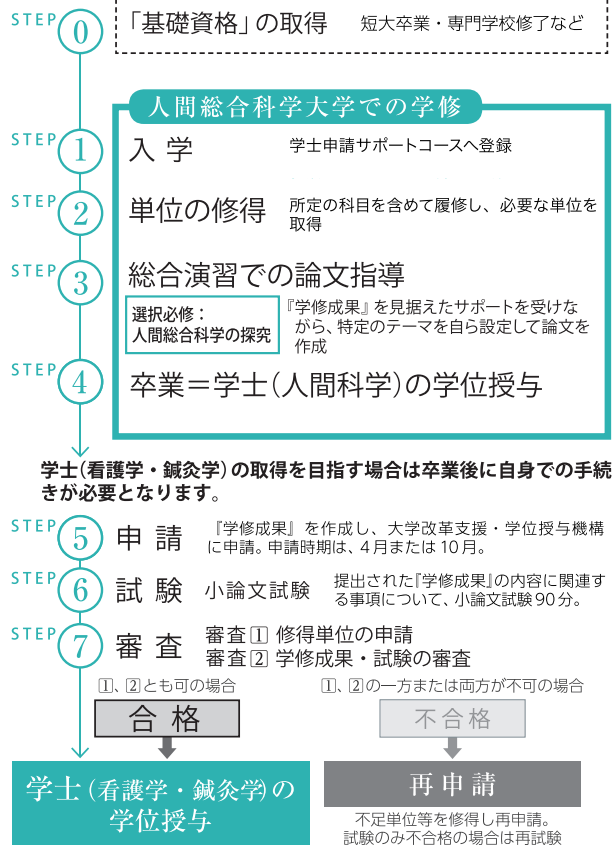 STEP 0 「基礎資格」の取得 短大卒業・専門学校修了など
人間総合科学大学での学修
STEP 1 入学 学士申請サポートコースへ登録
STEP 2 単位の修得 所定の科目を含めて履修し、必要な単位を
取得
STEP 3 総合演習での論文指導
選択必修：
人間総合科学の探究
『学修成果』を見据えたサポートを受けな
がら、特定のテーマを自ら設定して論文を
作成
STEP 4 卒業＝学士（人間科学）の学位授与
学士（看護学・鍼灸学）の取得を目指す場合は卒業後に自身での手続
きが必要となります。
STEP 5 申請 『学修成果』を作成し、大学改革支援・学位授与機構
に申請。申請時期は、4月または10月。
STEP 6 試験 小論文試験 提出された『学修成果』の内容に関連す
る事項について、小論文試験90分。
STEP 7 審査 審査1 修得単位の申請
審査2 学修成果・試験の審査
1、2とも可の場合
合格
1、2の一方または両方が不可の場合
不合格
学士（看護学・鍼灸学）の
学位授与
再申請
不足単位等を修得し再申請。
試験のみ不合格の場合は再試験